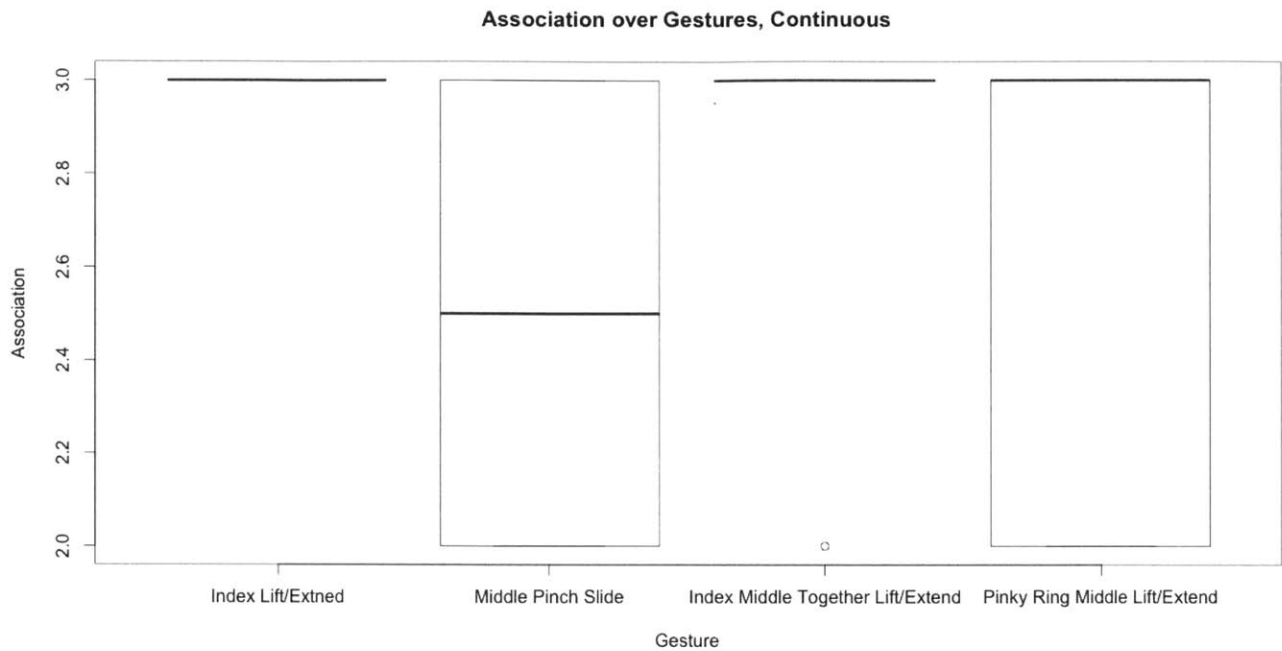 Association over Gestures, Continuous
3.0
2.8
2.6
2.4
2.2
2.0
Association
Index Lift/Extned
Middle Pinch Slide
Index Middle Together Lift/Extend
Pinky Ring Middle Lift/Extend
Gesture